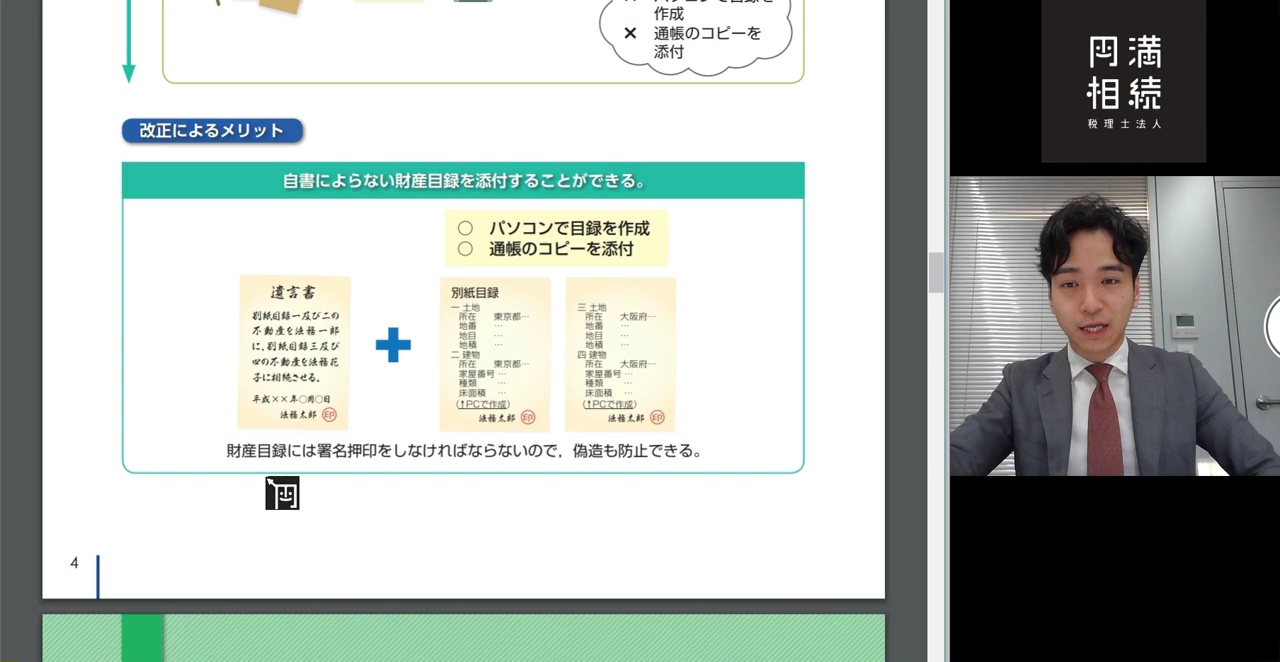 パソコンで目録を
作成
× 通帳のコピーを
添付
改正によるメリット
自書によらない財産目録を添付することができる。
○ パソコンで目録を作成
○ 通帳のコピーを添付
遺言書
別紙目録一及び二の
不動産を法務一郎
に、別紙目録三及び
四の不動産を法務花
子に相続させる。
平成××年○月○日
法務太郎 印
別紙目録
一 土地
所在 東京都…
地番 …
地目 …
地積 …
二 建物
所在 東京都…
家屋番号 …
種類 …
床面積 …
(↑PCで作成)
法務太郎 印
三 土地
所在 大阪府…
地番 …
地目 …
地積 …
四 建物
所在 大阪府…
家屋番号 …
種類 …
床面積 …
(↑PCで作成)
法務太郎 印
財産目録には署名押印をしなければならないので，偽造も防止できる。
4
円満
相続
税理士法人